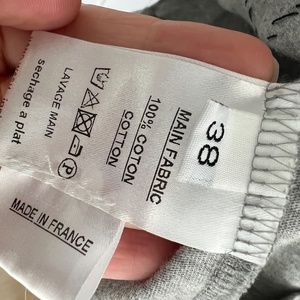 38
MAIN FABRIC
100% COTON
COTTON
P
LAVAGE MAIN
sechage a plat
MADE IN FRANCE